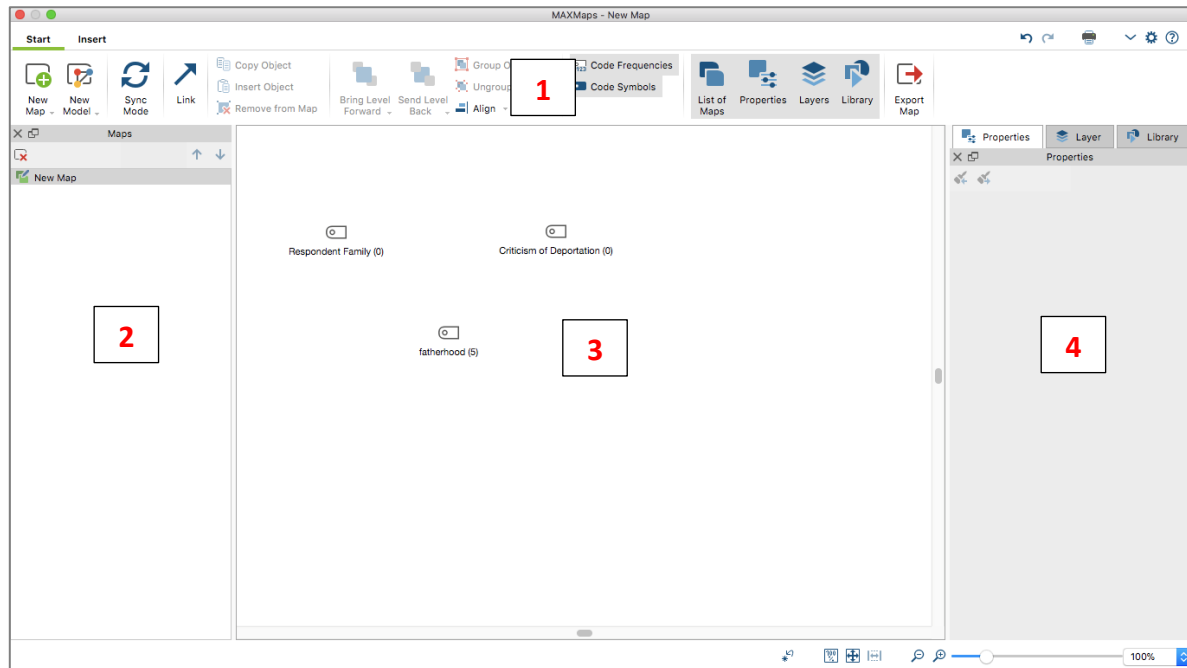 MAXMaps - New Map
Start Insert
Copy Object
Insert Object
Remove from Map
Group
Ungroup
Align
Code Frequencies
Code Symbols
New Map
New Model
Sync Mode
Link
Bring Level Forward
Send Level Back
List of Maps
Properties
Layers
Library
Export Map
1
Maps
New Map
Properties Layer Library
Properties
Respondent Family (0)
Criticism of Deportation (0)
fatherhood (5)
2
3
4
100%